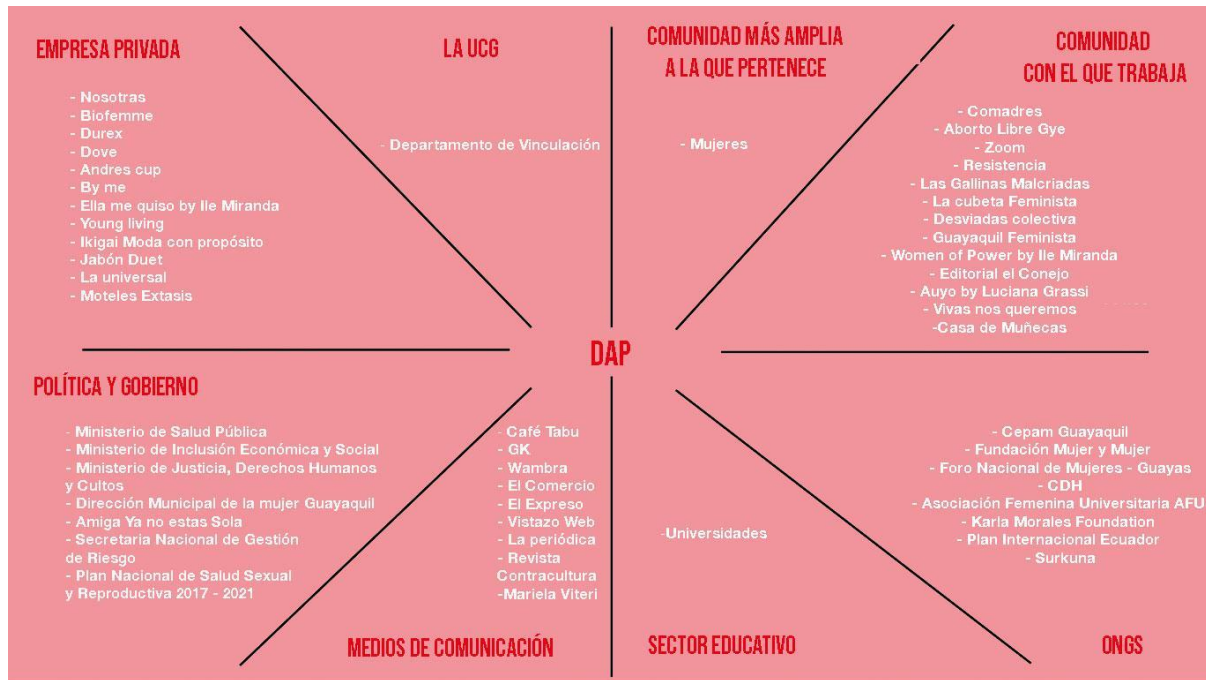 EMPRESA PRIVADA
- Nosotras
- Biofemme
- Durex
- Dove
- Andres cup
- By me
- Ella me quiso by Ile Miranda
- Young living
- Ikigai Moda con propósito
- Jabón Duet
- La universal
- Moteles Extasis
LA UCG
- Departamento de Vinculación
COMUNIDAD MÁS AMPLIA
A LA QUE PERTENECE
- Mujeres
COMUNIDAD
CON EL QUE TRABAJA
- Comadres
- Aborto Libre Gye
- Zoom
- Resistencia
- Las Gallinas Malcriadas
- La cubeta Feminista
- Desviadas colectiva
- Guayaquil Feminista
- Women of Power by Ile Miranda
- Editorial el Conejo
- Auyo by Luciana Grassi
- Vivas nos queremos
-Casa de Muñecas
DAP
POLÍTICA Y GOBIERNO
- Ministerio de Salud Pública
- Ministerio de Inclusión Económica y Social
- Ministerio de Justicia, Derechos Humanos
y Cultos
- Dirección Municipal de la mujer Guayaquil
- Amiga Ya no estas Sola
- Secretaria Nacional de Gestión
de Riesgo
- Plan Nacional de Salud Sexual
y Reproductiva 2017 - 2021
- Café Tabu
- GK
- Wambra
- El Comercio
- El Expreso
- Vistazo Web
- La periódica
- Revista
Contracultura
-Mariela Viteri
MEDIOS DE COMUNICACIÓN
-Universidades
SECTOR EDUCATIVO
- Cepam Guayaquil
- Fundación Mujer y Mujer
- Foro Nacional de Mujeres - Guayas
- CDH
- Asociación Femenina Universitaria AFU
- Karla Morales Foundation
- Plan Internacional Ecuador
- Surkuna
ONGS